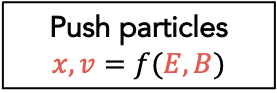 Push particles
x, v = f(E, B)